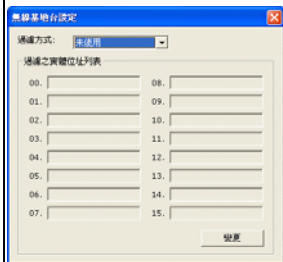 無線基地台設定
過濾方式: 未使用
過濾之實體位址列表
00. 08.
01. 09.
02. 10.
03. 11.
04. 12.
05. 13.
06. 14.
07. 15.
變更